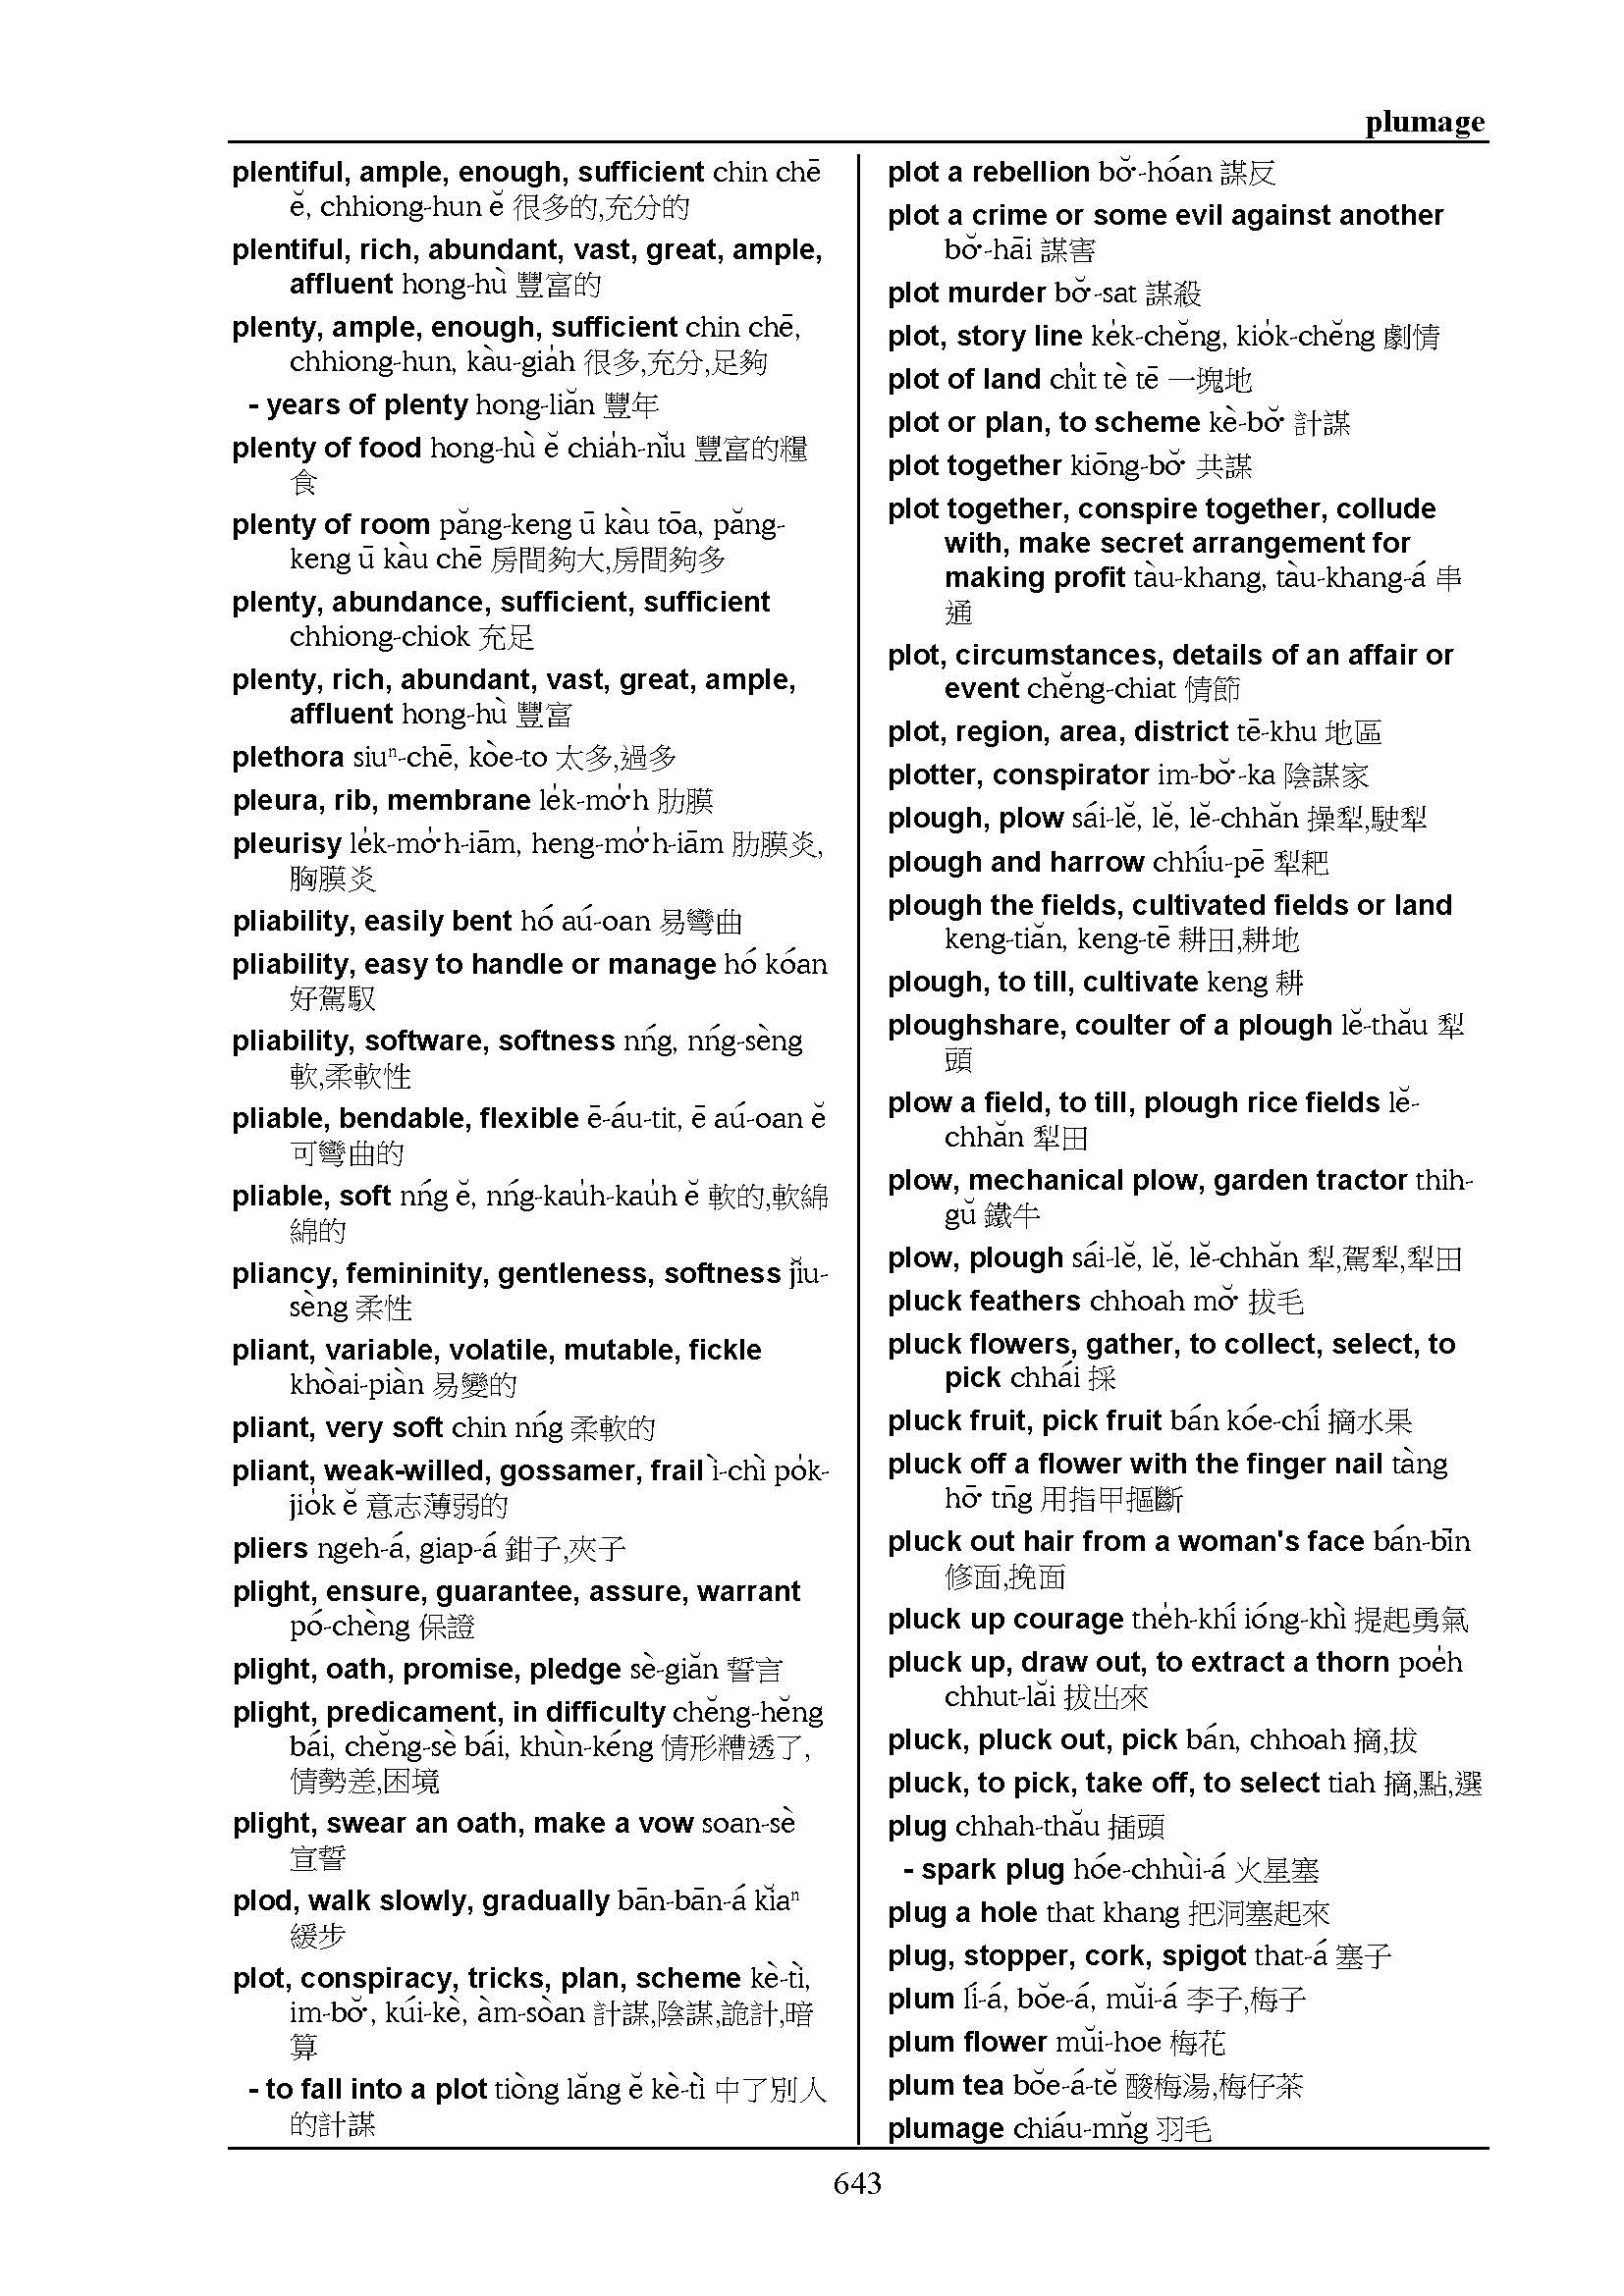 plumage
plentiful, ample, enough, sufficient chin chē
ĕ, chhiong-hun ĕ 很多的,充分的
plentiful, rich, abundant, vast, great, ample,
affluent hong-hù 豐富的
plenty, ample, enough, sufficient chin chē,
chhiong-hun, kàu-gia̍h 很多,充分,足夠
- years of plenty hong-liăn 豐年
plenty of food hong-hù ĕ chia̍h-nĭu 豐富的糧
食
plenty of room păng-keng ū kàu tōa, păng-
keng ū kàu chē 房間夠大,房間夠多
plenty, abundance, sufficient, sufficient
chhiong-chiok 充足
plenty, rich, abundant, vast, great, ample,
affluent hong-hù 豐富
plethora siuⁿ-chē, kòe-to 太多,過多
pleura, rib, membrane le̍k-mo̍͘h 肋膜
pleurisy le̍k-mo̍͘h-iām, heng-mo̍͘h-iām 肋膜炎,
胸膜炎
pliability, easily bent hó aú-oan 易彎曲
pliability, easy to handle or manage hó kóan
好駕馭
pliability, software, softness nńg, nńg-sèng
軟,柔軟性
pliable, bendable, flexible ē-áu-tit, ē aú-oan ĕ
可彎曲的
pliable, soft nńg ĕ, nńg-kau̍h-kau̍h ĕ 軟的,軟綿
綿的
pliancy, femininity, gentleness, softness jĭu-
sèng 柔性
pliant, variable, volatile, mutable, fickle
khòai-piàn 易變的
pliant, very soft chin nńg 柔軟的
pliant, weak-willed, gossamer, frail ì-chì po̍k-
jio̍k ĕ 意志薄弱的
pliers ngeh-á, giap-á 鉗子,夾子
plight, ensure, guarantee, assure, warrant
pó-chèng 保證
plight, oath, promise, pledge sè-giăn 誓言
plight, predicament, in difficulty chĕng-hĕng
bái, chĕng-sè bái, khùn-kéng 情形糟透了,
情勢差,困境
plight, swear an oath, make a vow soan-sè
宣誓
plod, walk slowly, gradually bān-bān-á kĭaⁿ
緩步
plot, conspiracy, tricks, plan, scheme kè-tì,
im-bŏ͘, kúi-kè, àm-sòan 計謀,陰謀,詭計,暗
算
- to fall into a plot tiòng lăng ĕ kè-tì 中了別人
的計謀
plot a rebellion bŏ͘-hóan 謀反
plot a crime or some evil against another
bŏ͘-hāi 謀害
plot murder bŏ͘-sat 謀殺
plot, story line ke̍k-chĕng, kio̍k-chĕng 劇情
plot of land chi̍t tè tē 一塊地
plot or plan, to scheme kè-bŏ͘ 計謀
plot together kiōng-bŏ͘ 共謀
plot together, conspire together, collude
with, make secret arrangement for
making profit tàu-khang, tàu-khang-á 串
通
plot, circumstances, details of an affair or
event chĕng-chiat 情節
plot, region, area, district tē-khu 地區
plotter, conspirator im-bŏ͘-ka 陰謀家
plough, plow sái-lĕ, lĕ, lĕ-chhăn 操犁,駛犁
plough and harrow chhíu-pē 犁耙
plough the fields, cultivated fields or land
keng-tiăn, keng-tē 耕田,耕地
plough, to till, cultivate keng 耕
ploughshare, coulter of a plough lĕ-thău 犁
頭
plow a field, to till, plough rice fields lĕ-
chhăn 犁田
plow, mechanical plow, garden tractor thih-
gŭ 鐵牛
plow, plough sái-lĕ, lĕ, lĕ-chhăn 犁,駕犁,犁田
pluck feathers chhoah mŏ͘ 拔毛
pluck flowers, gather, to collect, select, to
pick chhái 採
pluck fruit, pick fruit bán kóe-chí 摘水果
pluck off a flower with the finger nail tàng
hō͘ tn̄g 用指甲摳斷
pluck out hair from a woman's face bán-bīn
修面,挽面
pluck up courage the̍h-khí ióng-khì 提起勇氣
pluck up, draw out, to extract a thorn poe̍h
chhut-lăi 拔出來
pluck, pluck out, pick bán, chhoah 摘,拔
pluck, to pick, take off, to select tiah 摘,點,選
plug chhah-thău 插頭
- spark plug hóe-chhùi-á 火星塞
plug a hole that khang 把洞塞起來
plug, stopper, cork, spigot that-á 塞子
plum lí-á, bŏe-á, mŭi-á 李子,梅子
plum flower mŭi-hoe 梅花
plum tea bŏe-á-tĕ 酸梅湯,梅仔茶
plumage chiáu-mn̆g 羽毛
643